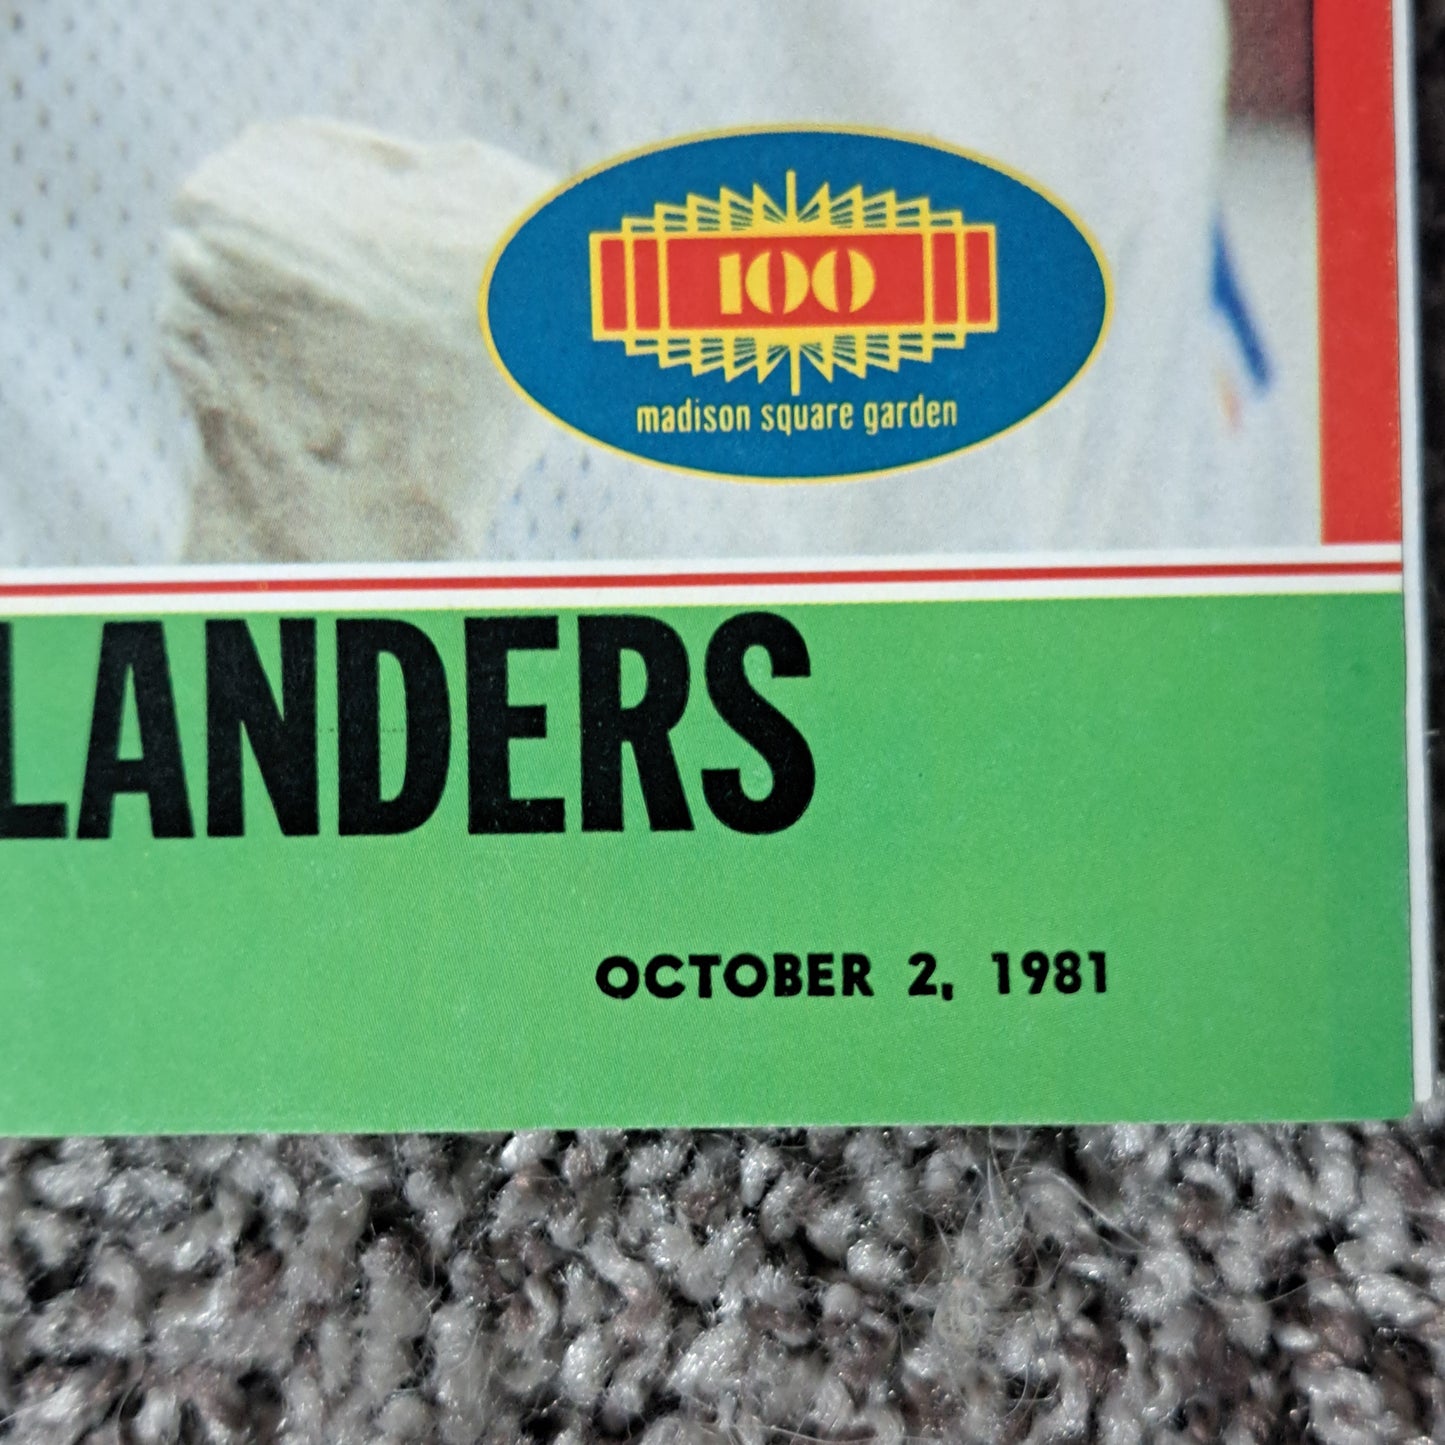 100
madison square garden
LANDERS
OCTOBER 2, 1981